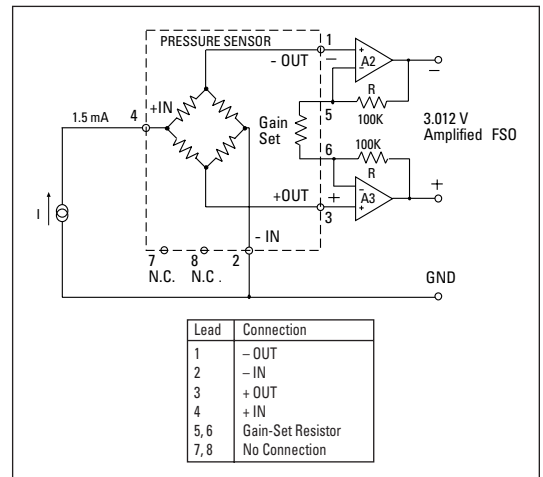 PRESSURE SENSOR
1
- OUT
–
+
–
A2
–
R
100K
1.5 mA
4
+IN
Gain
Set
5
3.012 V
Amplified FSO
6
100K
R
–
+
A3
+
I
+OUT
+
3
- IN
7
8
2
N.C.
N.C .
GND
Lead Connection
1 – OUT
2 – IN
3 + OUT
4 + IN
5, 6 Gain-Set Resistor
7, 8 No Connection